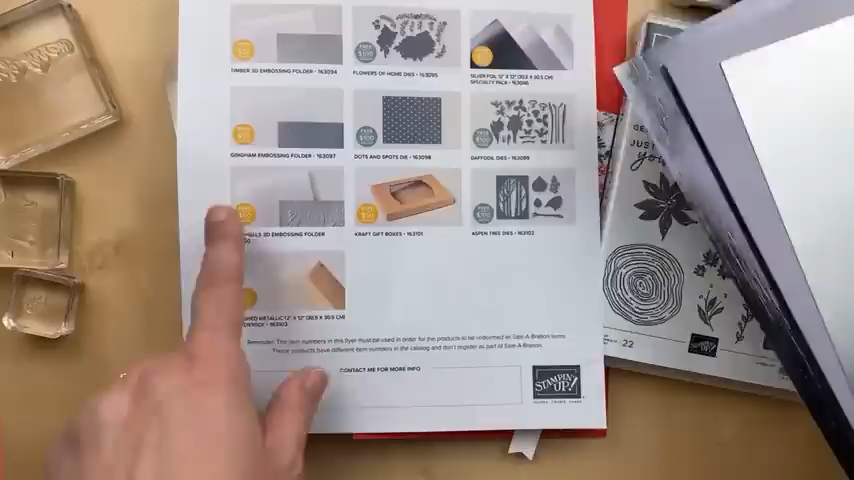 TIMBER 3D EMBOSSING FOLDER • 163094
FLOWERS OF HOME DIES • 163095
SILVER FOIL 12" X 12" (30.5 X 30.5 CM)
SPECIALTY PACK • 163096
GINGHAM EMBOSSING FOLDER • 163097
DOTS AND SPOTS DIE • 163098
DAFFODIL DIES • 163099
3D EMBOSSING FOLDER
KRAFT GIFT BOXES • 163101
ASPEN TREE DIES • 163102
METALLIC 12" X 12" (30.5 X 30.5 CM)
163103
Reminder: The item numbers in this flyer must be used in order for the products to be redeemed as Sale-A-Bration items.
These products have different item numbers in the catalog and don't register as part of Sale-A-Bration.
CONTACT ME FOR MORE INFO
STAMPIN' UP!
JUST
you
22
STAMPIN' UP!